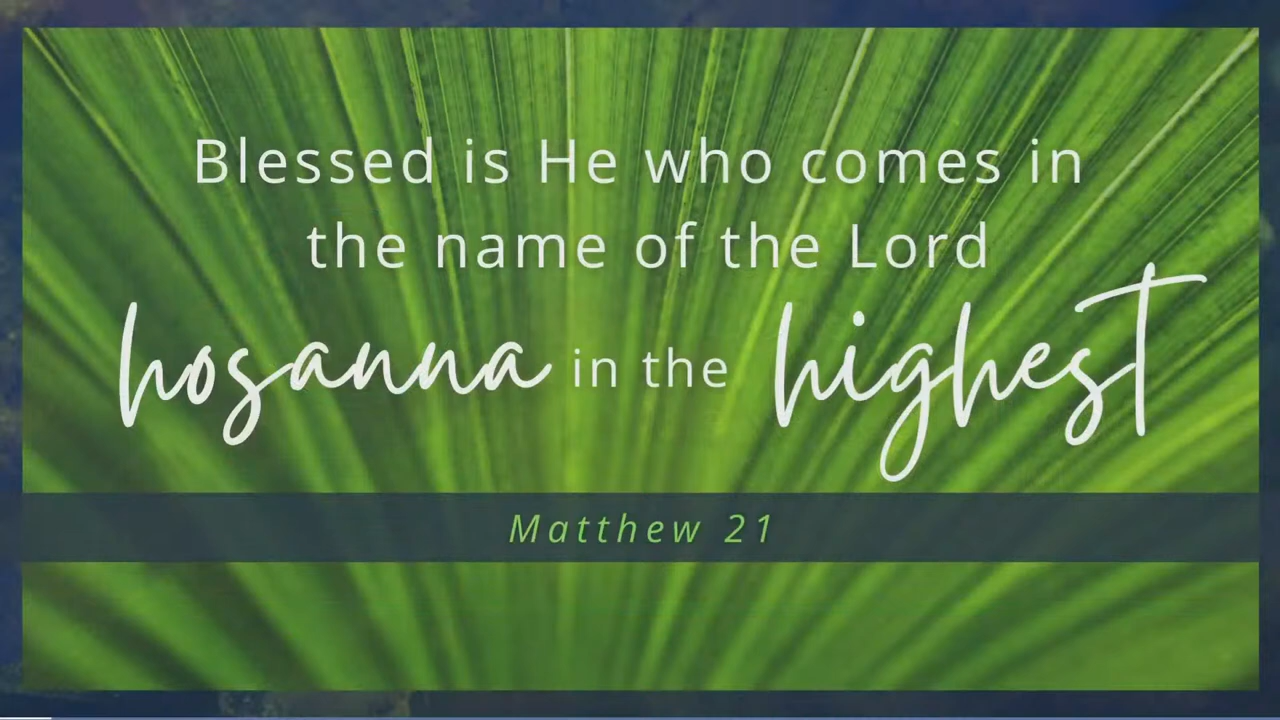 Blessed is He who comes in
the name of the Lord
hosanna in the highest
Matthew 21